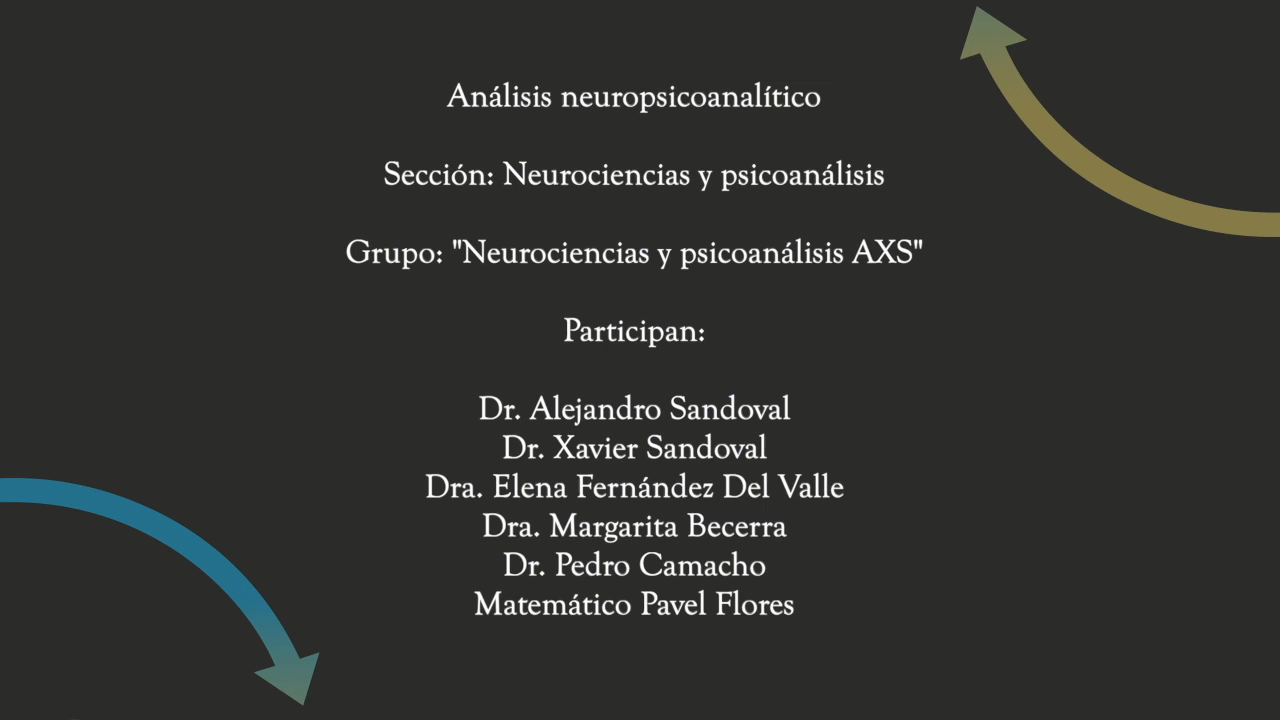 Análisis neuropsicoanalítico
Sección: Neurociencias y psicoanálisis
Grupo: "Neurociencias y psicoanálisis AXS"
Participan:
Dr. Alejandro Sandoval
Dr. Xavier Sandoval
Dra. Elena Fernández Del Valle
Dra. Margarita Becerra
Dr. Pedro Camacho
Matemático Pavel Flores